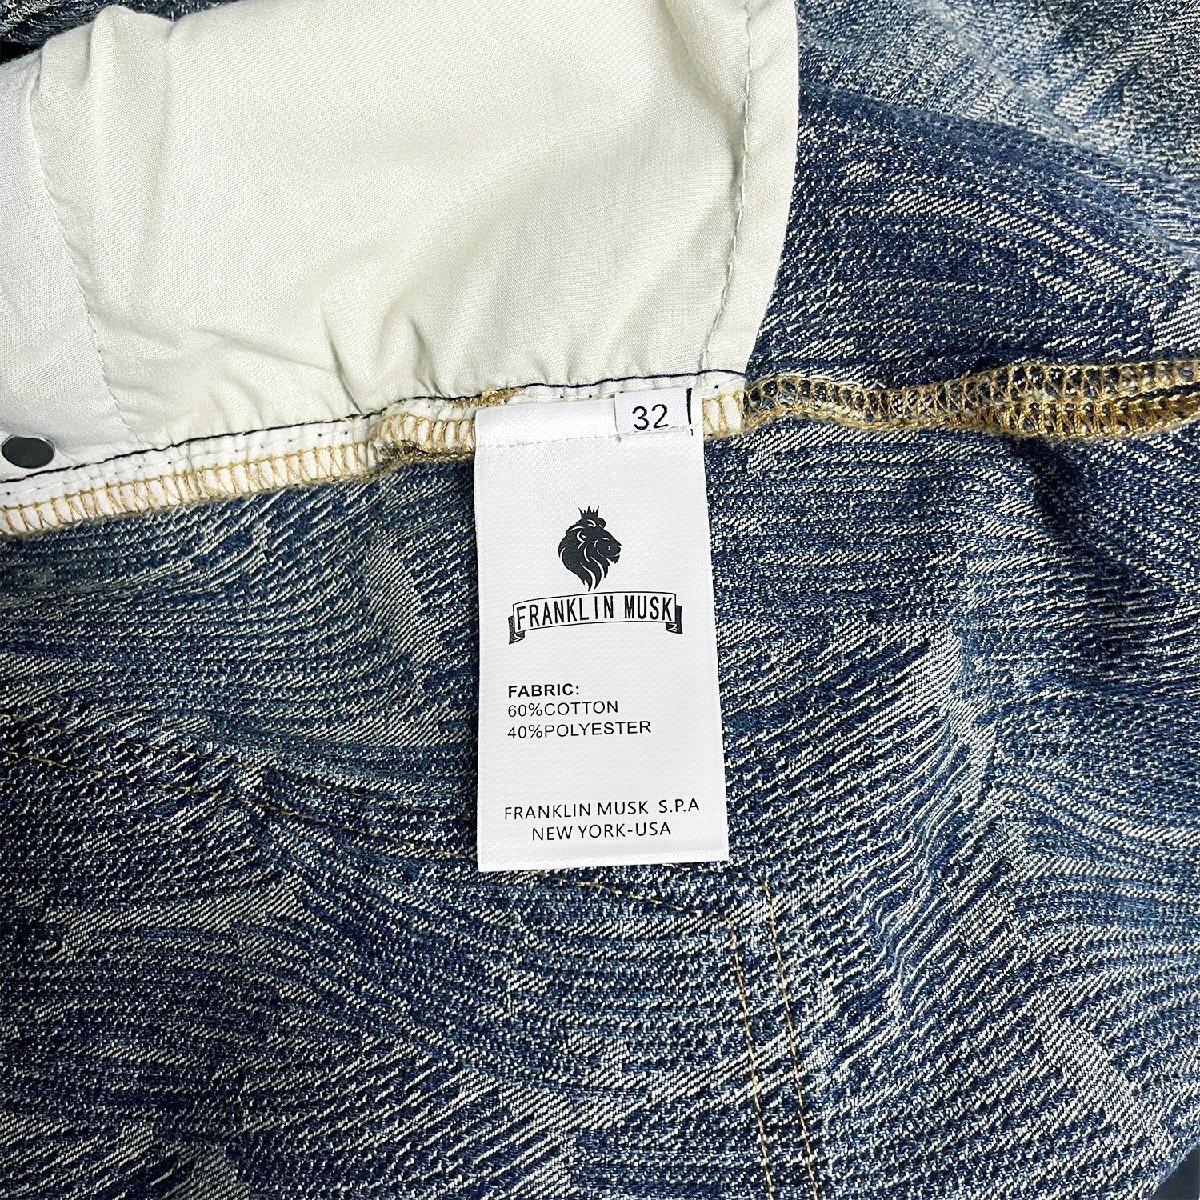 32
FRANKLIN MUSK
FABRIC:
60%COTTON
40%POLYESTER
FRANKLIN MUSK S.P.A
NEW YORK-USA